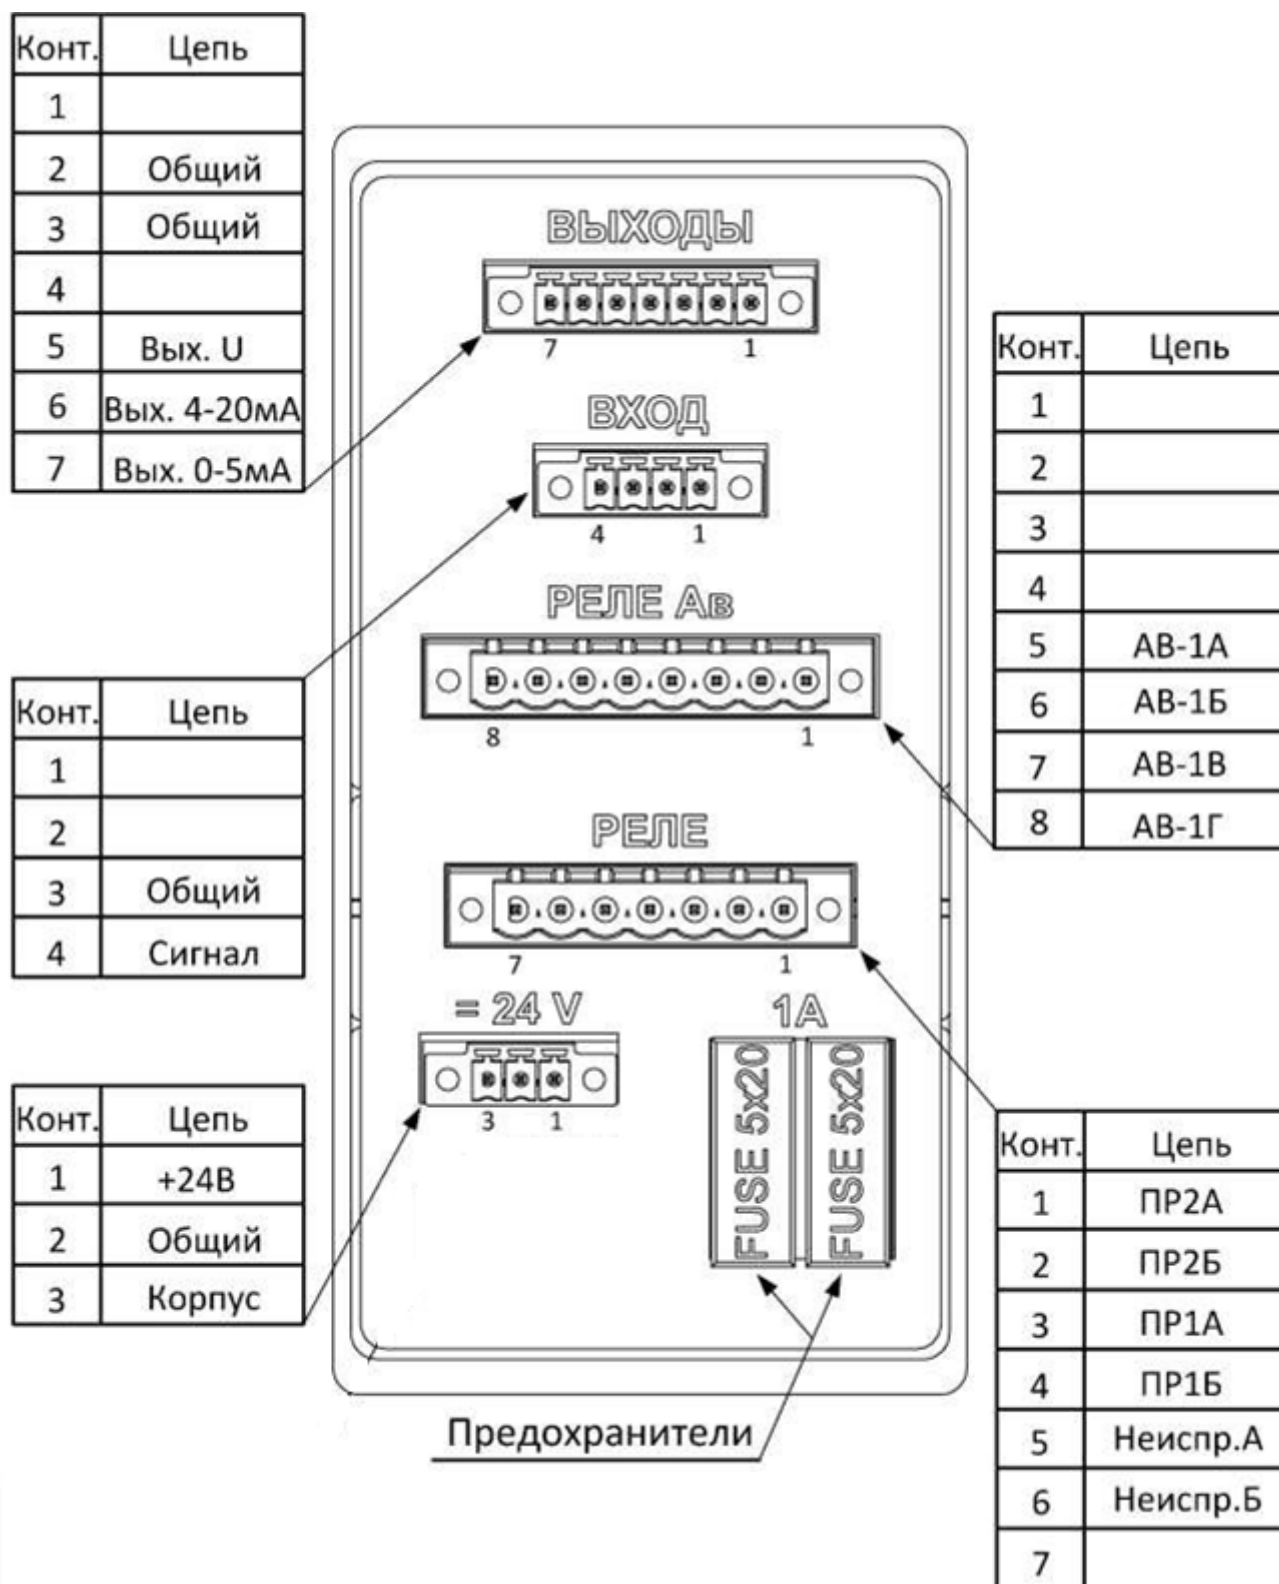 Конт. Цепь
1
2 Общий
3 Общий
4
5 Вых. U
6 Вых. 4-20мА
7 Вых. 0-5мА
ВЫХОДЫ
7 1
ВХОД
4 1
РЕЛЕ Ав
8 1
РЕЛЕ
7 1
= 24 V
3 1
1А
FUSE 5x20
FUSE 5x20
Предохранители
Конт. Цепь
1
2
3
4
5 АВ-1А
6 АВ-1Б
7 АВ-1В
8 АВ-1Г
Конт. Цепь
1
2
3 Общий
4 Сигнал
Конт. Цепь
1 +24В
2 Общий
3 Корпус
Конт. Цепь
1 ПР2А
2 ПР2Б
3 ПР1А
4 ПР1Б
5 Неиспр.А
6 Неиспр.Б
7